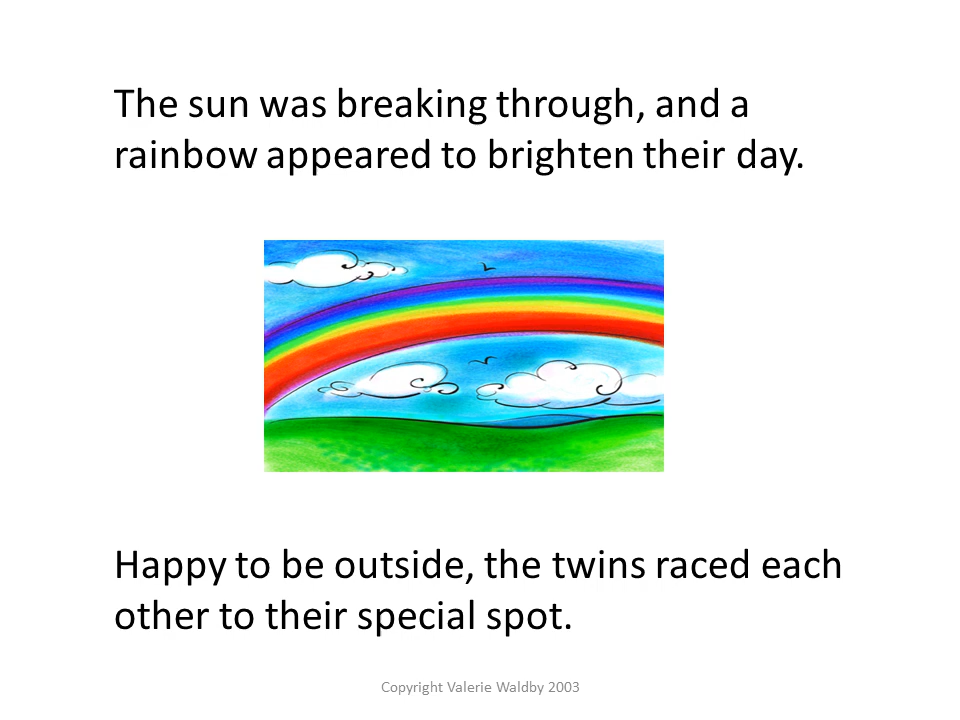 The sun was breaking through, and a
rainbow appeared to brighten their day.
Happy to be outside, the twins raced each
other to their special spot.
Copyright Valerie Waldby 2003